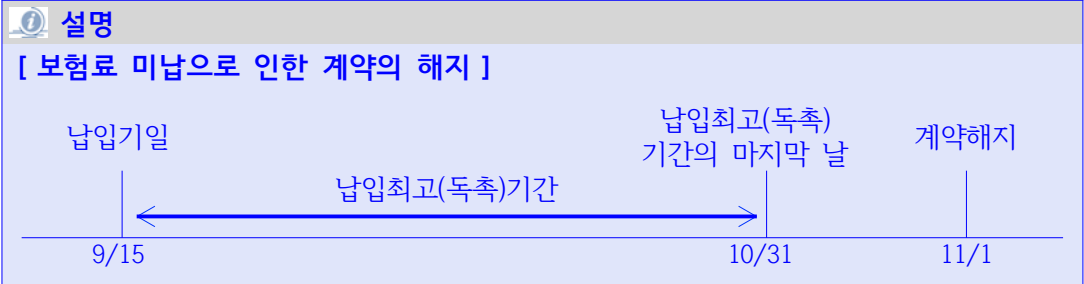 설명
[ 보험료 미납으로 인한 계약의 해지 ]
납입기일
납입최고(독촉)
기간의 마지막 날
계약해지
납입최고(독촉)기간
9/15
10/31
11/1